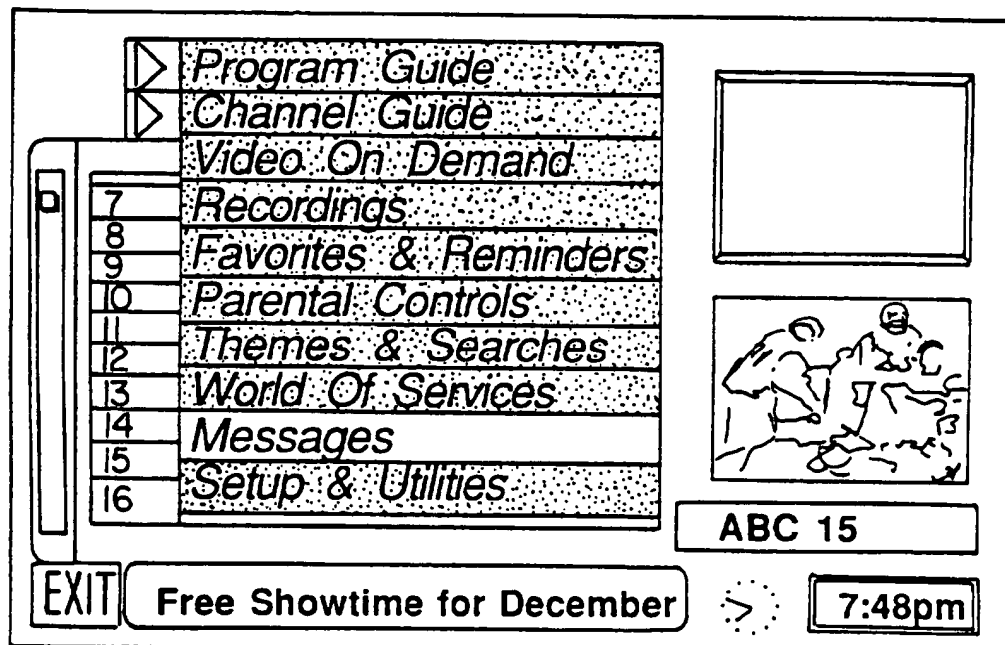 Program Guide
Channel Guide
Video On Demand
7
Recordings
8
9
Favorites & Reminders
10
Parental Controls
11
12
Themes & Searches
13
World Of Services
14
Messages
15
16
Setup & Utilities
ABC 15
EXIT
Free Showtime for December
7:48pm